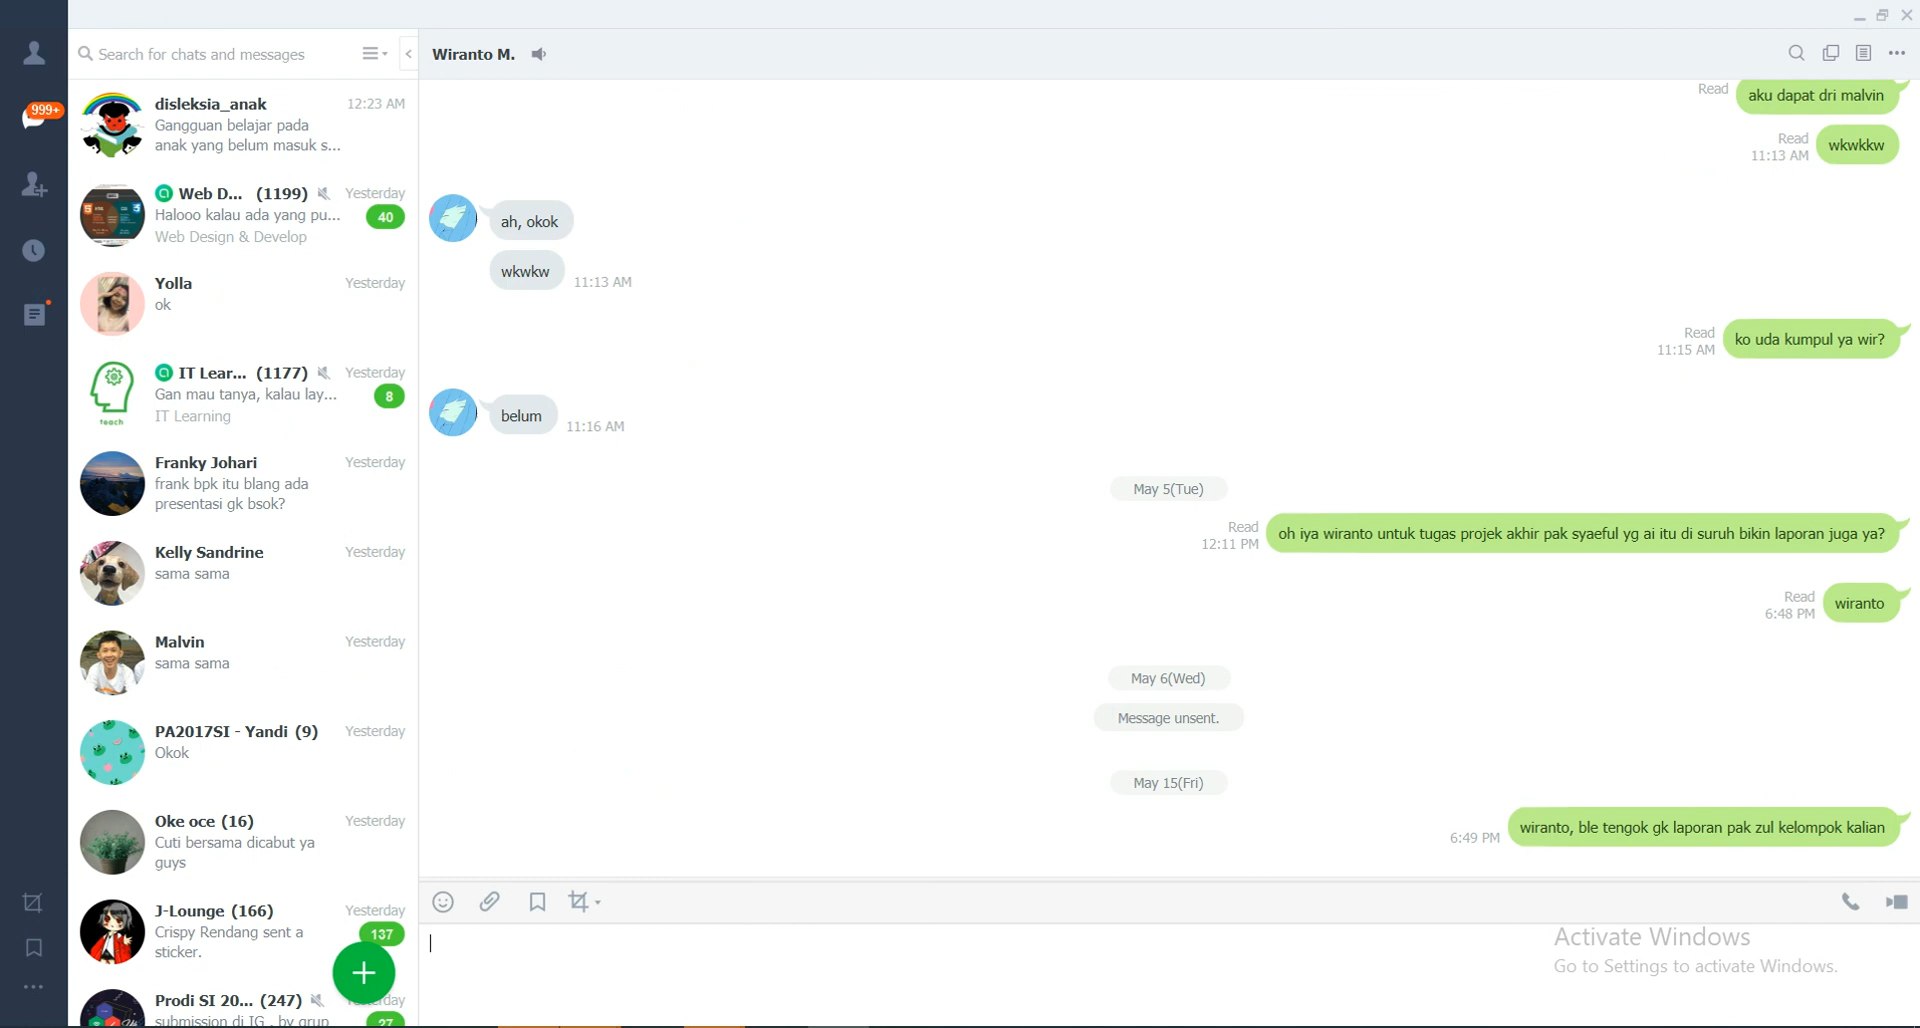 999+
Search for chats and messages
disleksia_anak
12:23 AM
Gangguan belajar pada
anak yang belum masuk s...
Web D... (1199)
Yesterday
Halooo kalau ada yang pu...
40
Web Design & Develop
Yolla
Yesterday
ok
IT Lear... (1177)
Yesterday
Gan mau tanya, kalau lay...
8
IT Learning
teach
Franky Johari
Yesterday
frank bpk itu blang ada
presentasi gk bsok?
Kelly Sandrine
Yesterday
sama sama
Malvin
Yesterday
sama sama
PA2017SI - Yandi (9)
Yesterday
Okok
Oke oce (16)
Yesterday
Cuti bersama dicabut ya
guys
J-Lounge (166)
Yesterday
Crispy Rendang sent a
137
sticker.
Prodi SI 20... (247)
submission di IG , by grup
27
Wiranto M.
Read
aku dapat dri malvin
Read
11:13 AM
wkwkkw
ah, okok
wkwkw
11:13 AM
Read
11:15 AM
ko uda kumpul ya wir?
belum
11:16 AM
May 5(Tue)
Read
12:11 PM
oh iya wiranto untuk tugas projek akhir pak syaeful yg ai itu di suruh bikin laporan juga ya?
Read
6:48 PM
wiranto
May 6(Wed)
Message unsent.
May 15(Fri)
6:49 PM
wiranto, ble tengok gk laporan pak zul kelompok kalian
Activate Windows
Go to Settings to activate Windows.